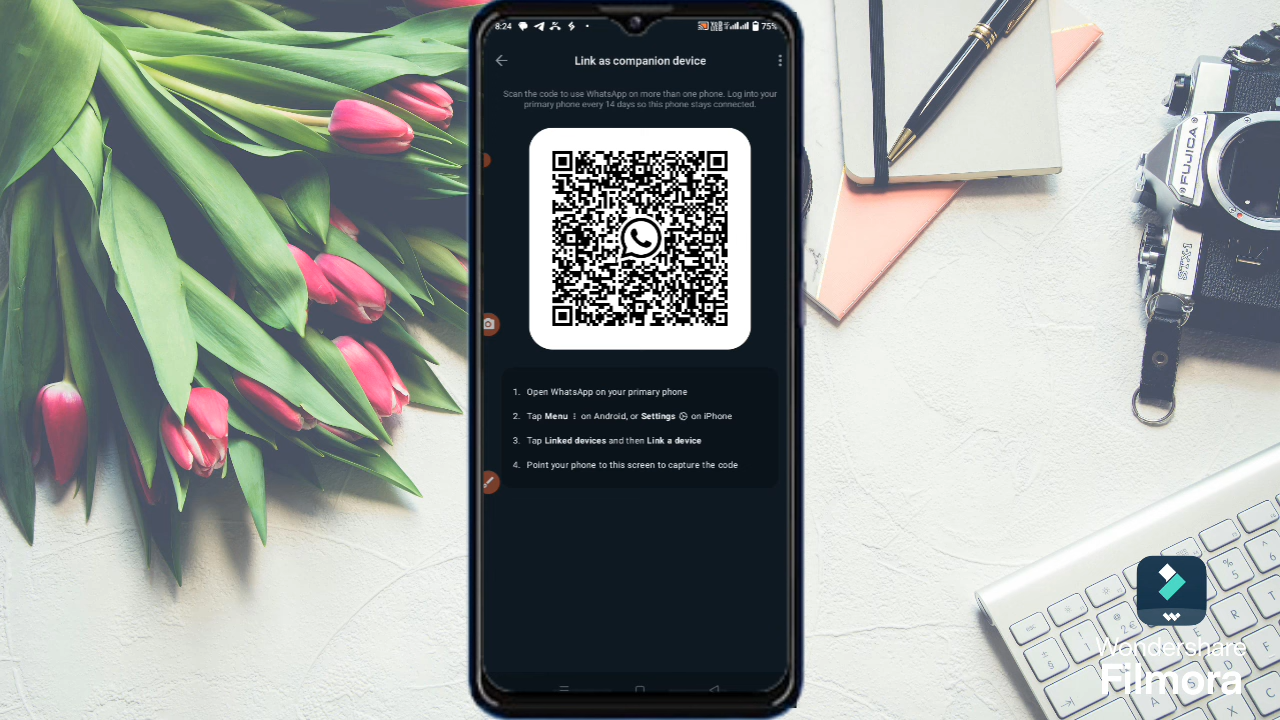 8:24
75%
Link as companion device
Scan the code to use WhatsApp on more than one phone. Log into your
primary phone every 14 days so this phone stays connected.
1. Open WhatsApp on your primary phone
2. Tap Menu ⋮ on Android, or Settings on iPhone
3. Tap Linked devices and then Link a device
4. Point your phone to this screen to capture the code
FUJICA
STX-1
Wondershare
Filmora